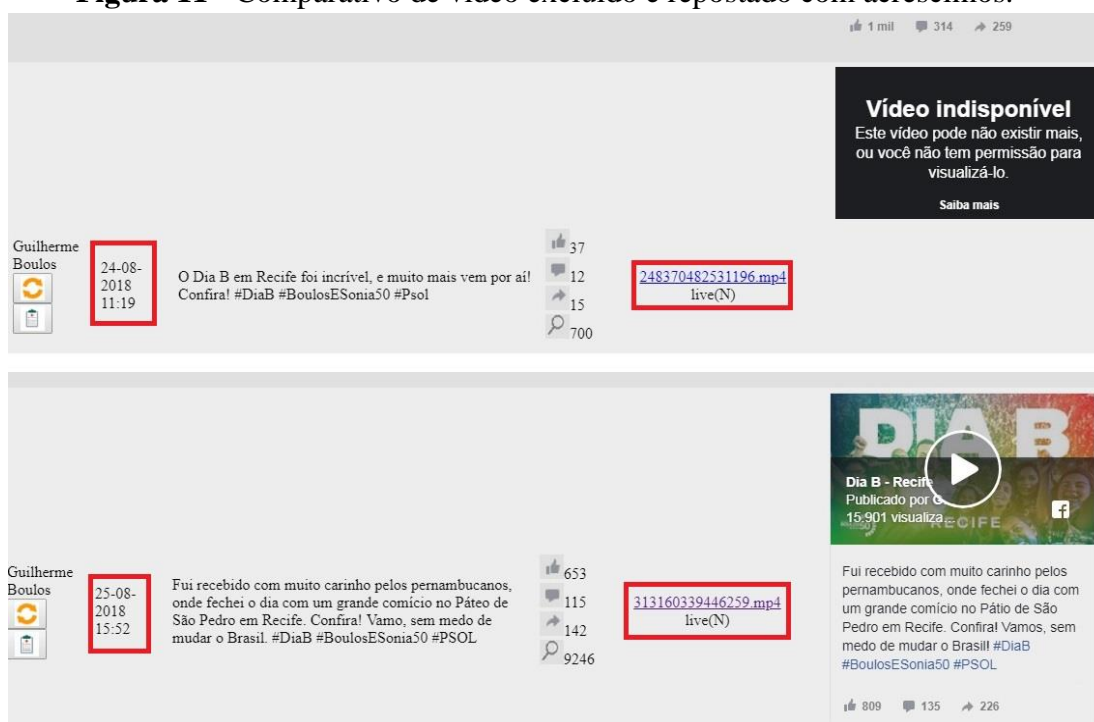 Figura 11 - Comparativo de vídeo excluído e repostado com acréscimos.
1 mil 314 259
Vídeo indisponível
Este vídeo pode não existir mais,
ou você não tem permissão para
visualizá-lo.
Saiba mais
Guilherme
Boulos
24-08-
2018
11:19
O Dia B em Recife foi incrível, e muito mais vem por aí!
Confira! #DiaB #BoulosESonia50 #Psol
37
12
15
700
248370482531196.mp4
live(N)
DIA B
Dia B - Recife
Publicado por G
15.901 visualiza...
RECIFE
Guilherme
Boulos
25-08-
2018
15:52
Fui recebido com muito carinho pelos pernambucanos,
onde fechei o dia com um grande comício no Páteo de
São Pedro em Recife. Confira! Vamo, sem medo de
mudar o Brasil. #DiaB #BoulosESonia50 #PSOL
653
115
142
9246
313160339446259.mp4
live(N)
Fui recebido com muito carinho pelos
pernambucanos, onde fechei o dia com
um grande comício no Pátio de São
Pedro em Recife. Confira! Vamos, sem
medo de mudar o Brasil! #DiaB
#BoulosESonia50 #PSOL
809 135 226